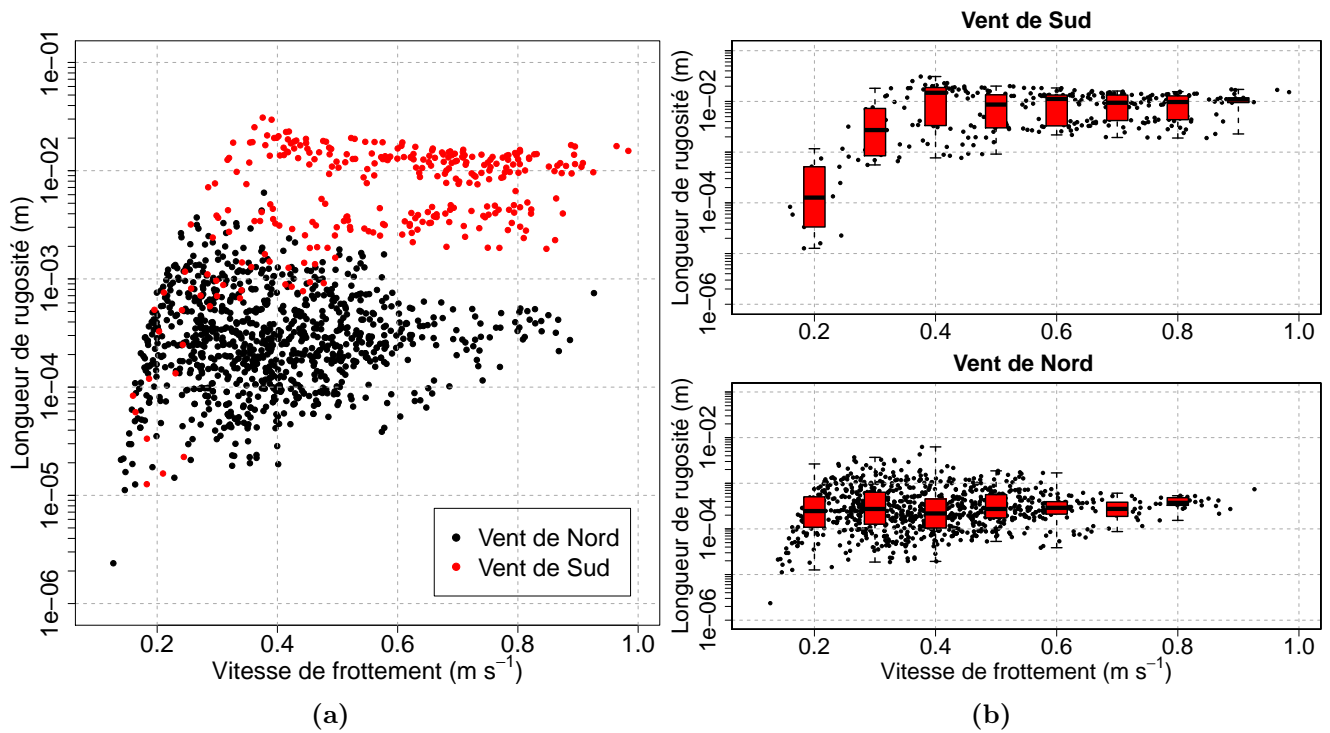 Longueur de rugosité (m)
1e−01
1e−02
1e−03
1e−04
1e−05
1e−06
Vent de Nord
Vent de Sud
0.2 0.4 0.6 0.8 1.0
Vitesse de frottement (m s⁻¹)
(a)
Vent de Sud
Longueur de rugosité (m)
1e−02
1e−04
1e−06
0.2 0.4 0.6 0.8 1.0
Vent de Nord
Longueur de rugosité (m)
1e−02
1e−04
1e−06
0.2 0.4 0.6 0.8 1.0
Vitesse de frottement (m s⁻¹)
(b)